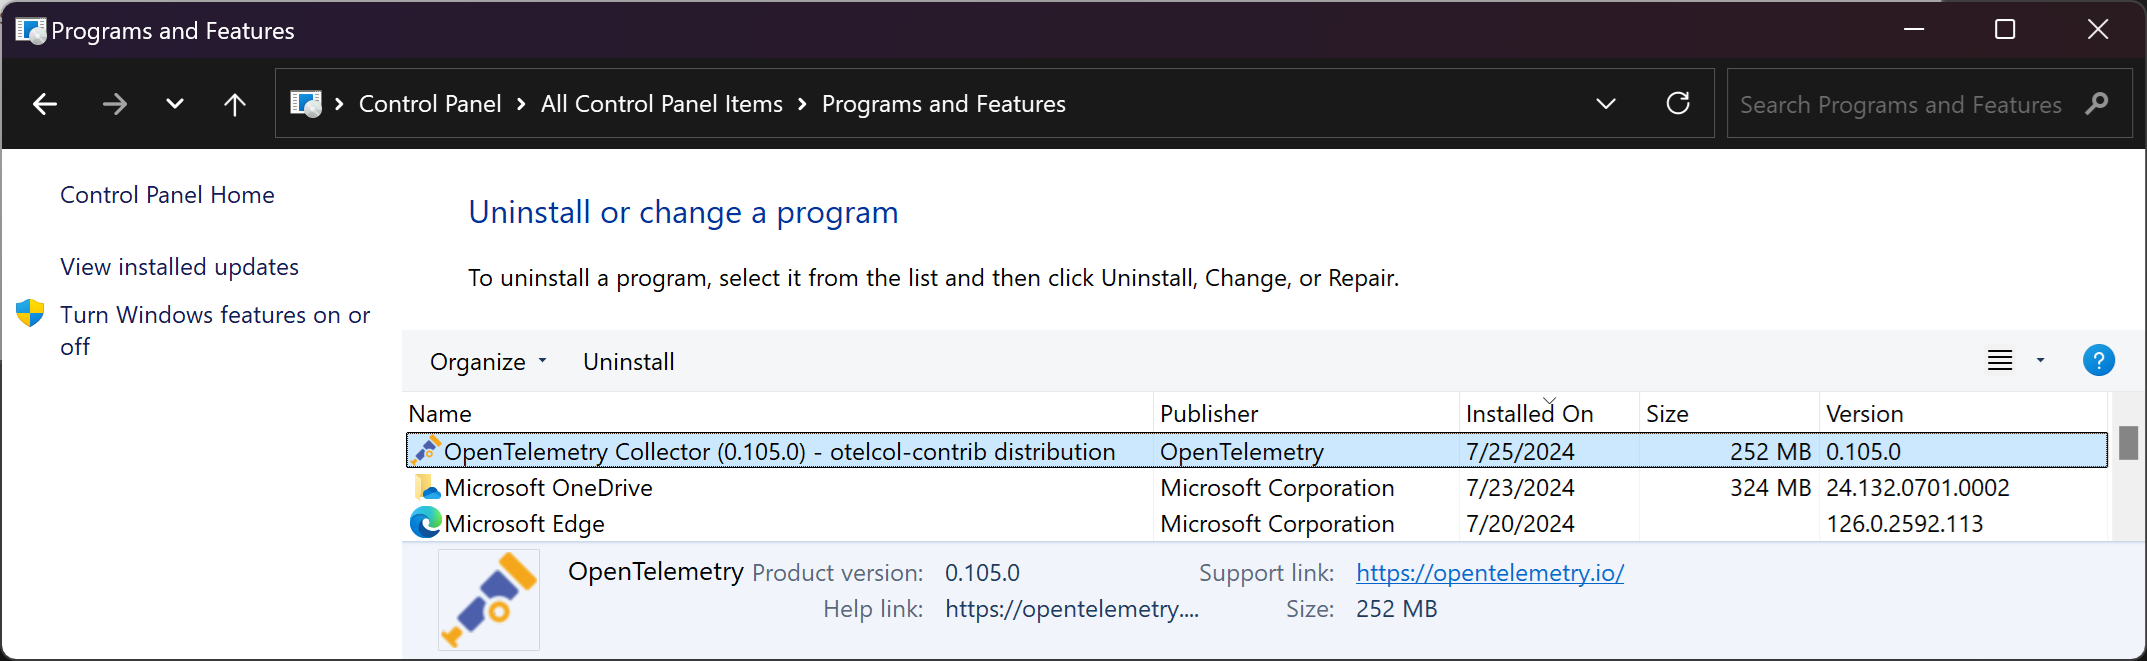 Programs and Features
Control Panel > All Control Panel Items > Programs and Features
Search Programs and Features
Control Panel Home
View installed updates
Turn Windows features on or
off
Uninstall or change a program
To uninstall a program, select it from the list and then click Uninstall, Change, or Repair.
Organize Uninstall ?
Name Publisher Installed On Size Version
OpenTelemetry Collector (0.105.0) - otelcol-contrib distribution OpenTelemetry 7/25/2024 252 MB 0.105.0
Microsoft OneDrive Microsoft Corporation 7/23/2024 324 MB 24.132.0701.0002
Microsoft Edge Microsoft Corporation 7/20/2024 126.0.2592.113
OpenTelemetry Product version: 0.105.0 Support link: https://opentelemetry.io/
Help link: https://opentelemetry.... Size: 252 MB